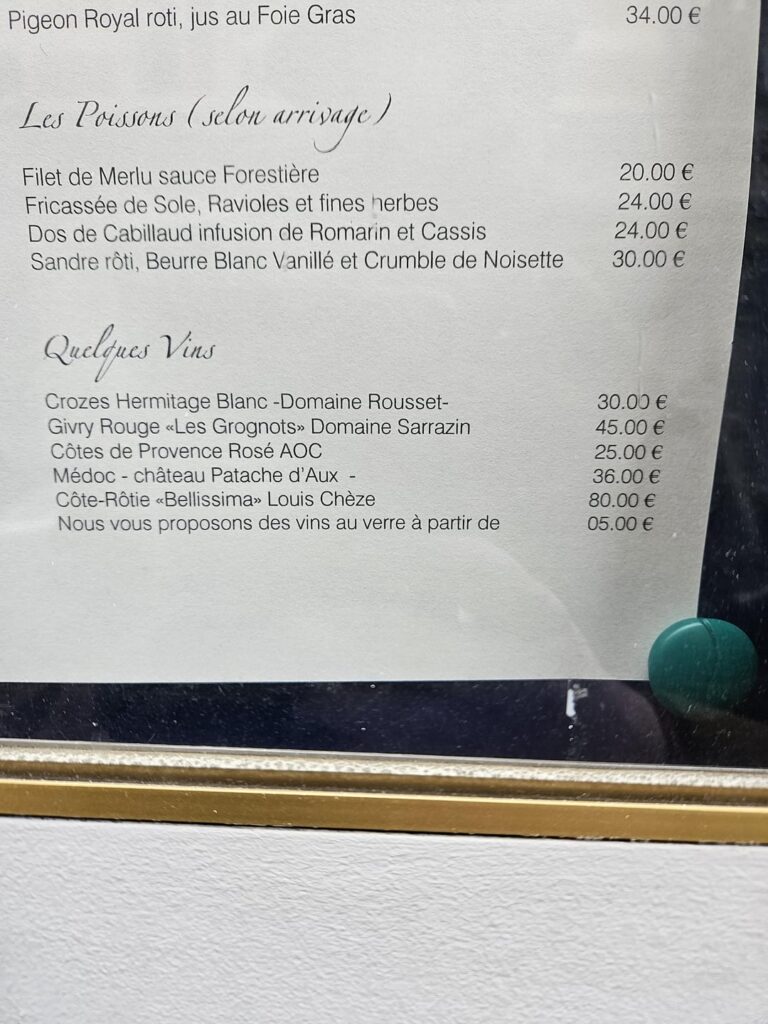 Pigeon Royal roti, jus au Foie Gras 34.00 €
Les Poissons (selon arrivage)
Filet de Merlu sauce Forestière 20.00 €
Fricassée de Sole, Ravioles et fines herbes 24.00 €
Dos de Cabillaud infusion de Romarin et Cassis 24.00 €
Sandre rôti, Beurre Blanc Vanillé et Crumble de Noisette 30.00 €
Quelques Vins
Crozes Hermitage Blanc -Domaine Rousset- 30.00 €
Givry Rouge «Les Grognots» Domaine Sarrazin 45.00 €
Côtes de Provence Rosé AOC 25.00 €
Médoc - château Patache d'Aux - 36.00 €
Côte-Rôtie «Bellissima» Louis Chèze 80.00 €
Nous vous proposons des vins au verre à partir de 05.00 €